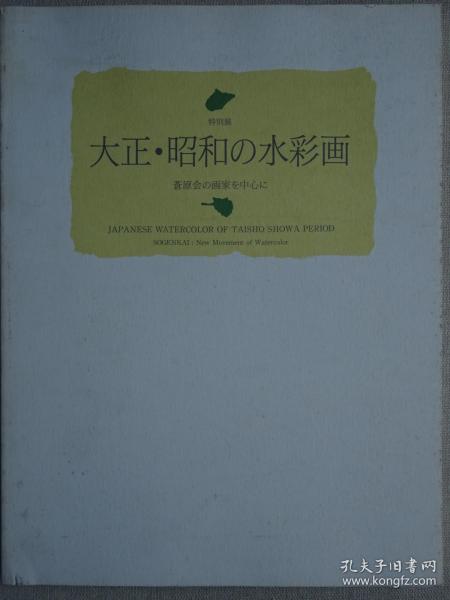 特別展
大正・昭和の水彩画
蒼原会の画家を中心に
JAPANESE WATERCOLOR OF TAISHO SHOWA PERIOD
SOGENKAI : New Movement of Watercolor
孔夫子旧书网
www.kongfz.com